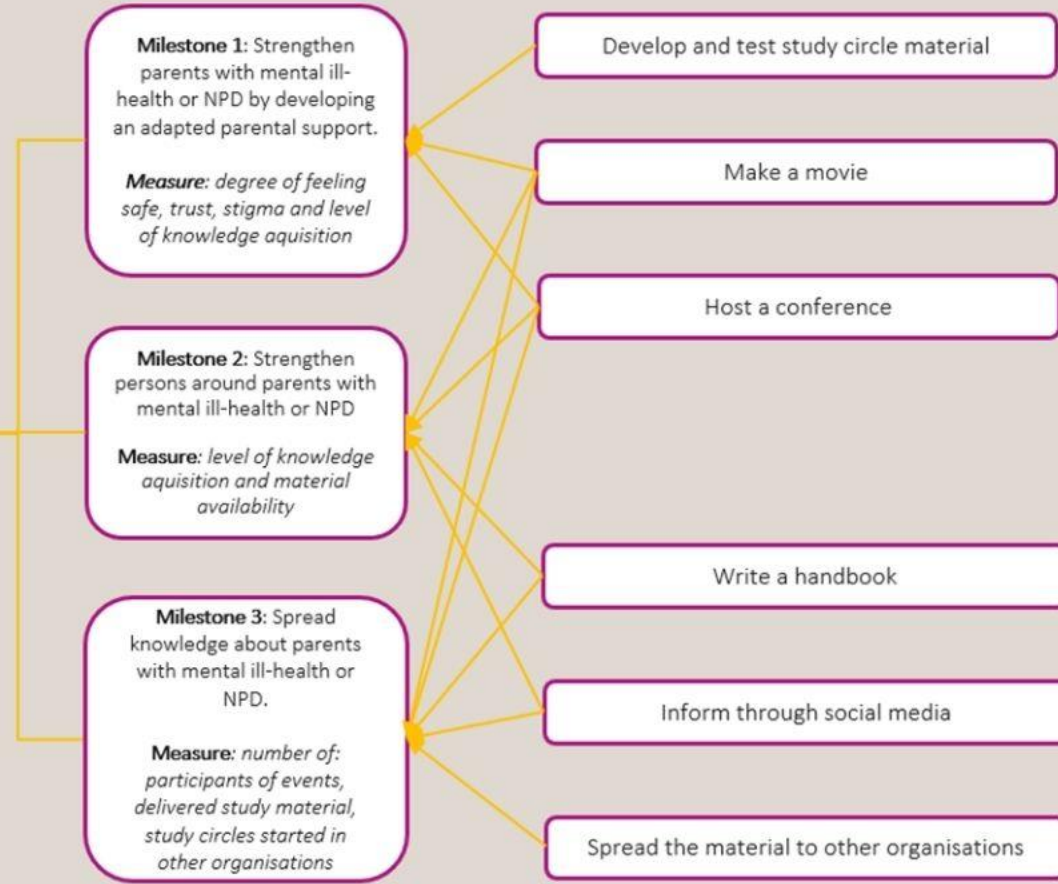 Milestone 1: Strengthen
parents with mental ill-
health or NPD by developing
an adapted parental support.
Measure: degree of feeling
safe, trust, stigma and level
of knowledge aquisition
Milestone 2: Strengthen
persons around parents with
mental ill-health or NPD
Measure: level of knowledge
aquisition and material
availability
Milestone 3: Spread
knowledge about parents
with mental ill-health or
NPD.
Measure: number of:
participants of events,
delivered study material,
study circles started in
other organisations
Develop and test study circle material
Make a movie
Host a conference
Write a handbook
Inform through social media
Spread the material to other organisations